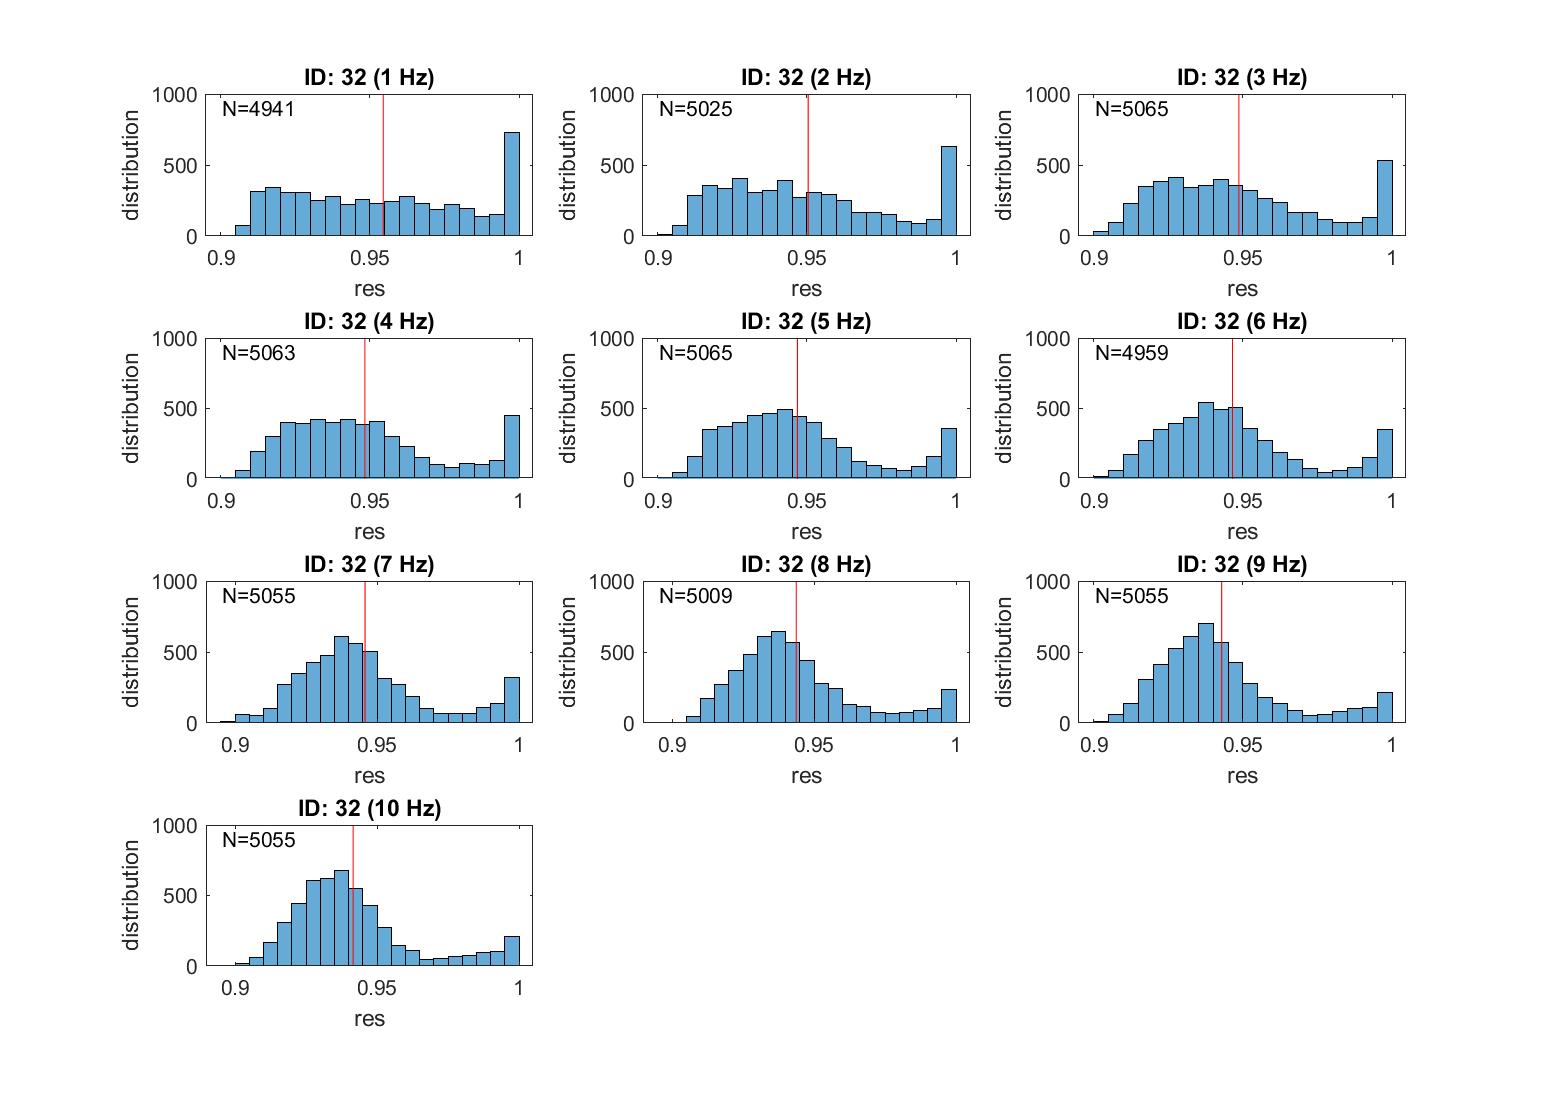 ID: 32 (1 Hz)
N=4941
distribution
1000
500
0
0.9 0.95 1
res
ID: 32 (2 Hz)
N=5025
distribution
1000
500
0
0.9 0.95 1
res
ID: 32 (3 Hz)
N=5065
distribution
1000
500
0
0.9 0.95 1
res
ID: 32 (4 Hz)
N=5063
distribution
1000
500
0
0.9 0.95 1
res
ID: 32 (5 Hz)
N=5065
distribution
1000
500
0
0.9 0.95 1
res
ID: 32 (6 Hz)
N=4959
distribution
1000
500
0
0.9 0.95 1
res
ID: 32 (7 Hz)
N=5055
distribution
1000
500
0
0.9 0.95 1
res
ID: 32 (8 Hz)
N=5009
distribution
1000
500
0
0.9 0.95 1
res
ID: 32 (9 Hz)
N=5055
distribution
1000
500
0
0.9 0.95 1
res
ID: 32 (10 Hz)
N=5055
distribution
1000
500
0
0.9 0.95 1
res